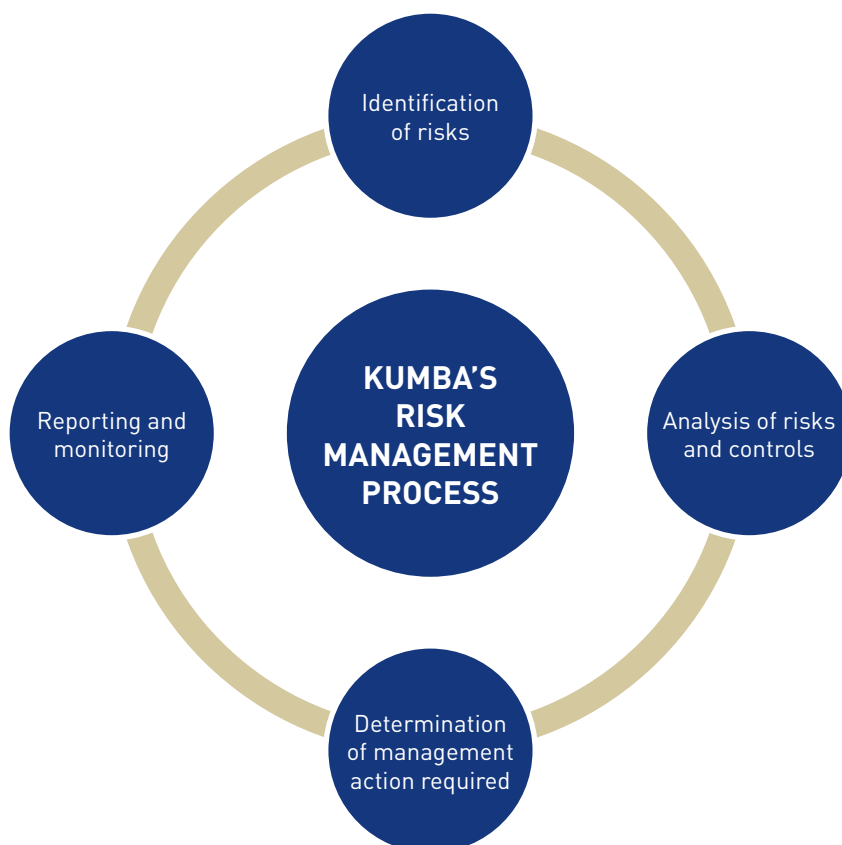 Identification
of risks
KUMBA’S
RISK
MANAGEMENT
PROCESS
Reporting and
monitoring
Analysis of risks
and controls
Determination
of management
action required